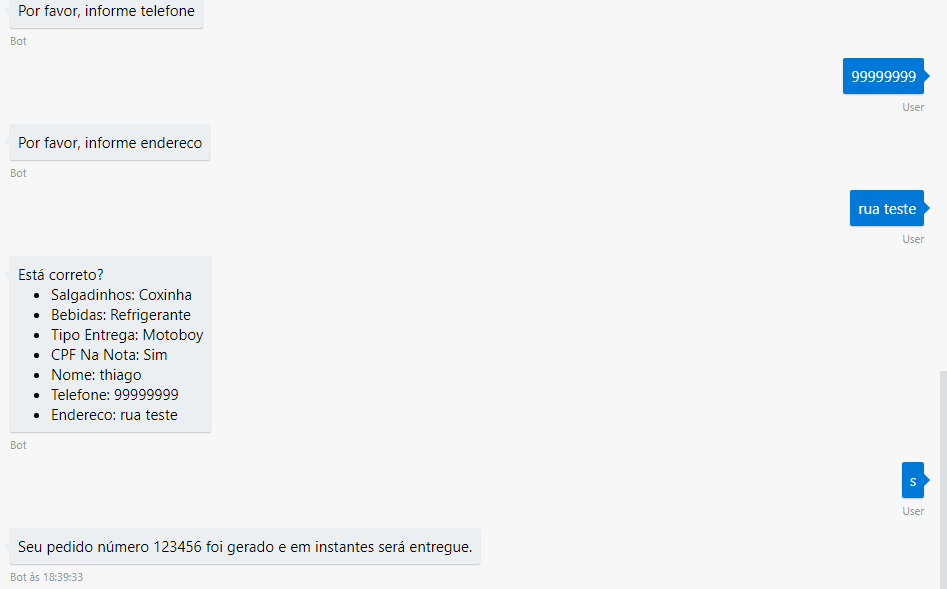 Por favor, informe telefone
Bot
99999999
User
Por favor, informe endereco
Bot
rua teste
User
Está correto?
• Salgadinhos: Coxinha
• Bebidas: Refrigerante
• Tipo Entrega: Motoboy
• CPF Na Nota: Sim
• Nome: thiago
• Telefone: 99999999
• Endereco: rua teste
Bot
s
User
Seu pedido número 123456 foi gerado e em instantes será entregue.
Bot às 18:39:33